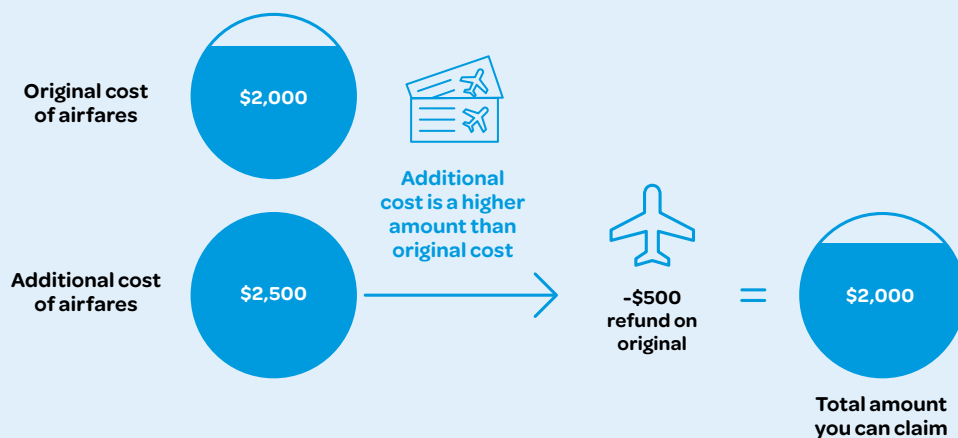 Original cost
of airfares
$2,000
Additional
cost is a higher
amount than
original cost
Additional cost
of airfares
$2,500
-$500
refund on
original
=
$2,000
Total amount
you can claim